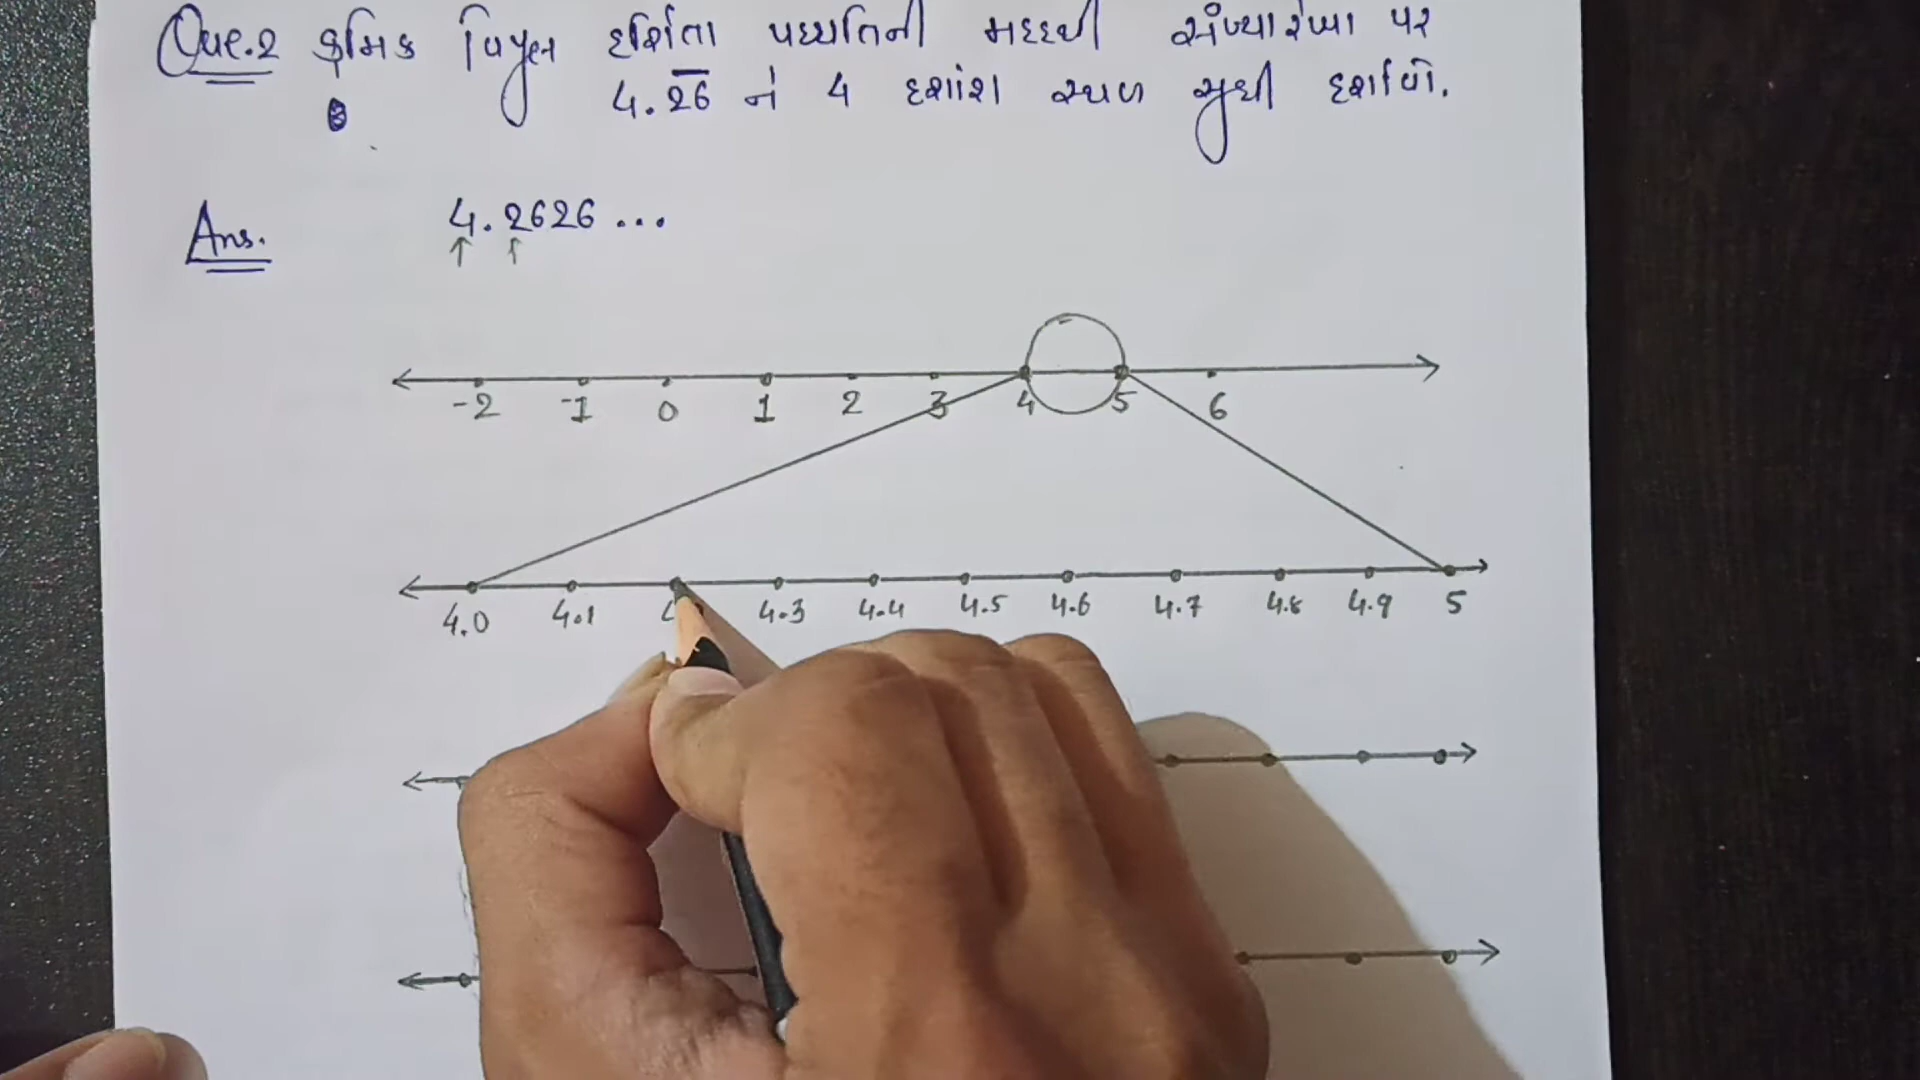 Que.2 ક્રમિક વિપુલ દર્શિતા પધ્ધતિની મદદથી સંખ્યારેખા પર
4.2̅6̅ ને 4 દશાંશ સ્થળ સુધી દર્શાવો.
Ans. 4.2626...
-2 -1 0 1 2 3 4 5 6
4.0 4.1 4.3 4.4 4.5 4.6 4.7 4.8 4.9 5